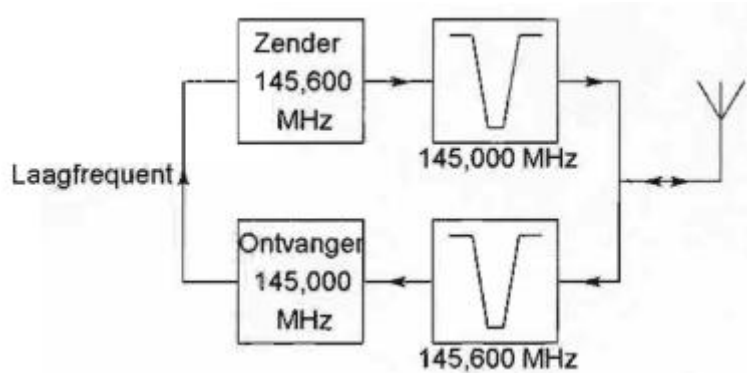 Zender
145,600
MHz
145,000 MHz
Laagfrequent
Ontvanger
145,000
MHz
145,600 MHz